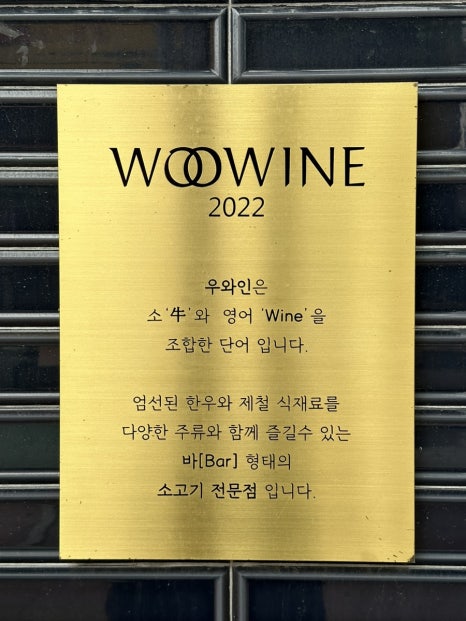 WOOWINE
2022
우와인은
소‘牛’와 영어 ‘Wine’을
조합한 단어 입니다.
엄선된 한우와 제철 식재료를
다양한 주류와 함께 즐길수 있는
바[Bar] 형태의
소고기 전문점 입니다.